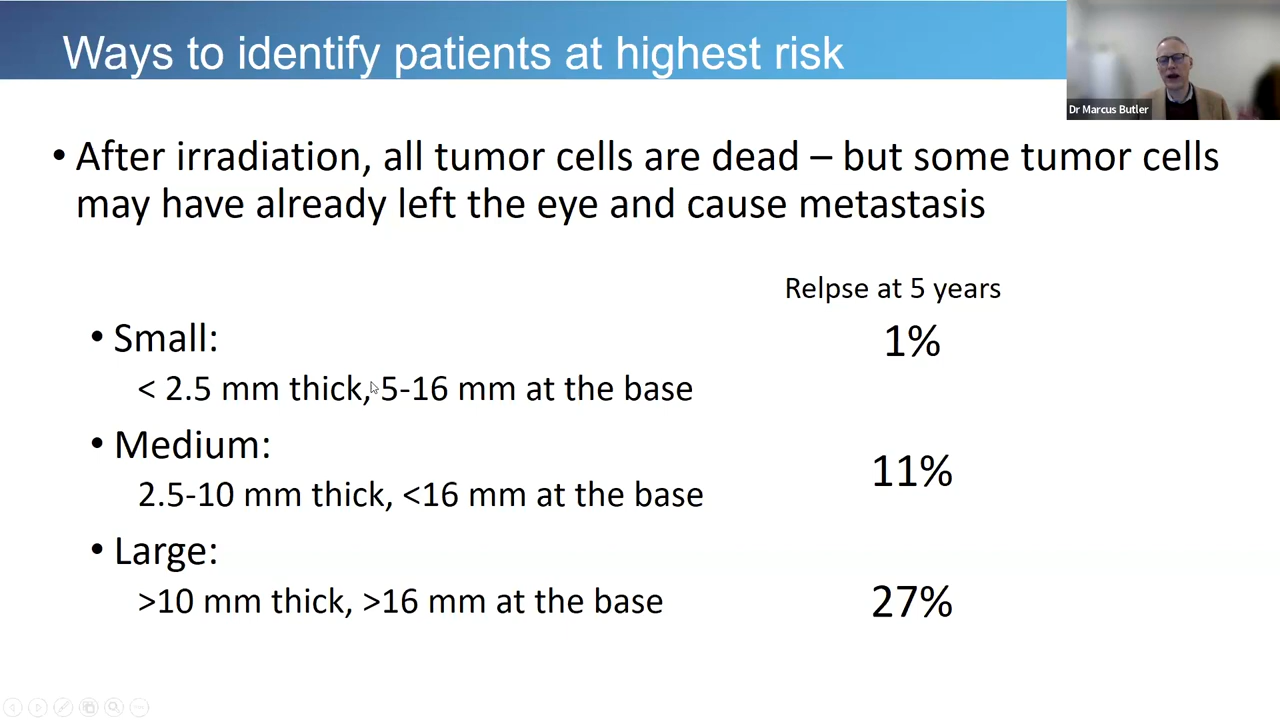 Ways to identify patients at highest risk
Dr Marcus Butler
• After irradiation, all tumor cells are dead – but some tumor cells
may have already left the eye and cause metastasis
Relpse at 5 years
• Small:
1%
< 2.5 mm thick, 5-16 mm at the base
• Medium:
11%
2.5-10 mm thick, <16 mm at the base
• Large:
>10 mm thick, >16 mm at the base
27%